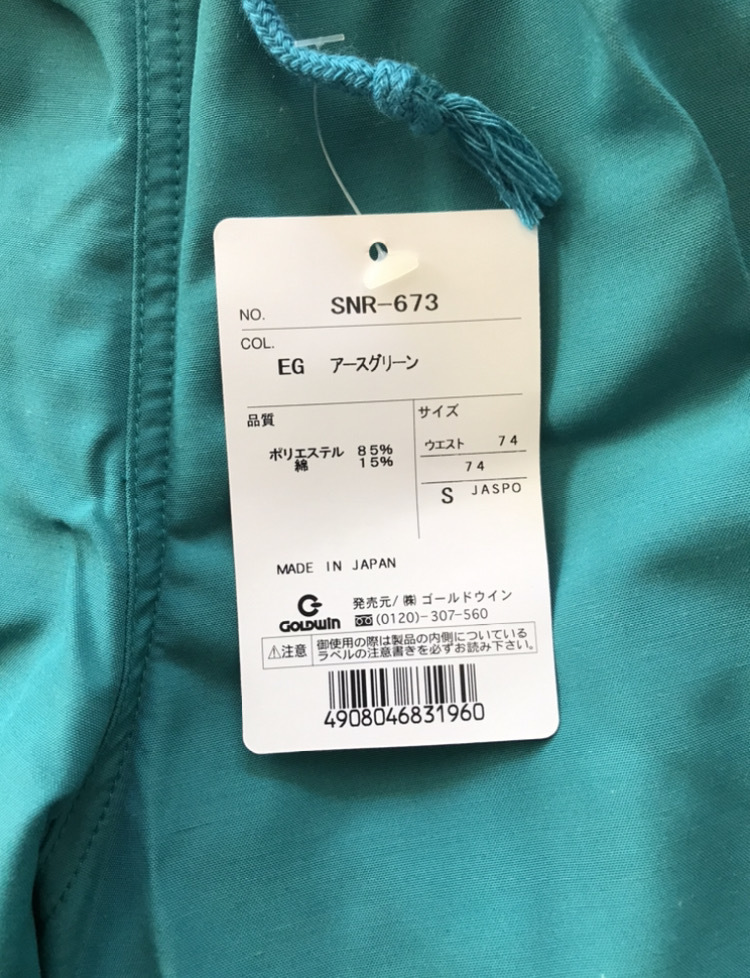 NO. SNR-673
COL.
EG アースグリーン
品質
ポリエステル 85%
綿 15%
サイズ
ウエスト 74
74
S JASPO
MADE IN JAPAN
GOLDWIN
発売元/㈱ゴールドウイン
(0120)-307-560
⚠注意
御使用の際は製品の内側についている
ラベルの注意書きを必ずお読み下さい。
4908046831960